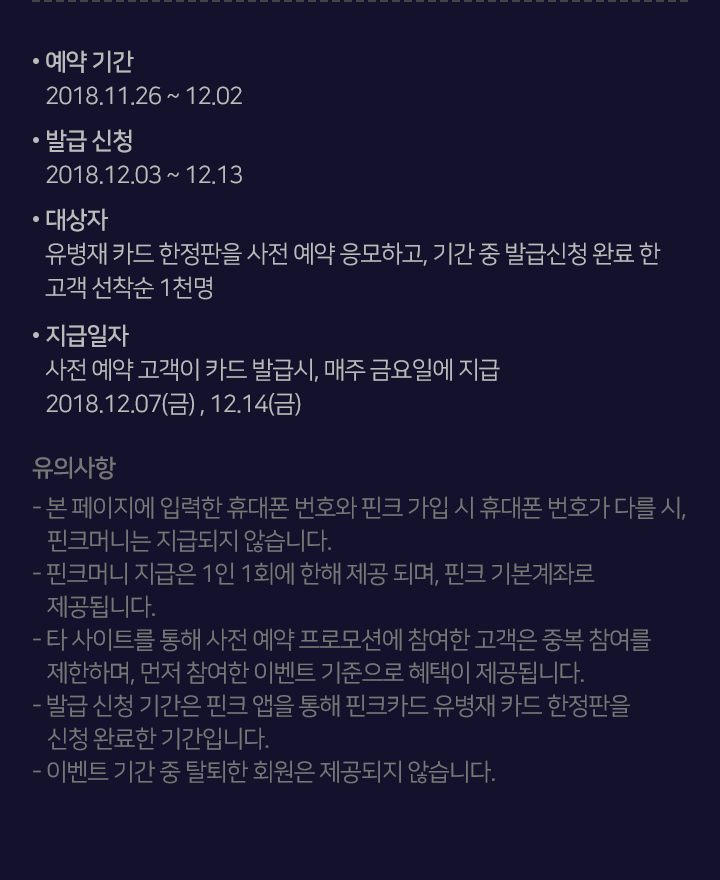 • 예약 기간
2018.11.26 ~ 12.02
• 발급 신청
2018.12.03 ~ 12.13
• 대상자
유병재 카드 한정판을 사전 예약 응모하고, 기간 중 발급신청 완료 한
고객 선착순 1천명
• 지급일자
사전 예약 고객이 카드 발급시, 매주 금요일에 지급
2018.12.07(금) , 12.14(금)
유의사항
- 본 페이지에 입력한 휴대폰 번호와 핀크 가입 시 휴대폰 번호가 다를 시,
핀크머니는 지급되지 않습니다.
- 핀크머니 지급은 1인 1회에 한해 제공 되며, 핀크 기본계좌로
제공됩니다.
- 타 사이트를 통해 사전 예약 프로모션에 참여한 고객은 중복 참여를
제한하며, 먼저 참여한 이벤트 기준으로 혜택이 제공됩니다.
- 발급 신청 기간은 핀크 앱을 통해 핀크카드 유병재 카드 한정판을
신청 완료한 기간입니다.
- 이벤트 기간 중 탈퇴한 회원은 제공되지 않습니다.